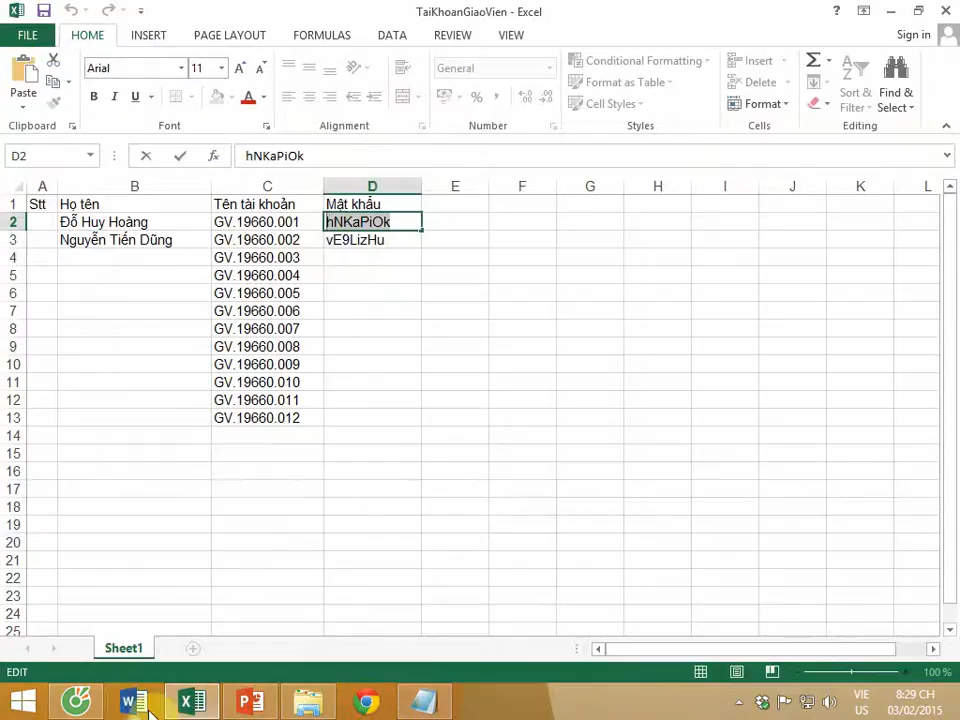 TaiKhoanGiaoVien - Excel
FILE HOME INSERT PAGE LAYOUT FORMULAS DATA REVIEW VIEW Sign in
Paste
Arial 11
B I U A
General
% ,
Conditional Formatting
Format as Table
Cell Styles
Insert
Delete
Format
Sort & Filter
Find & Select
Clipboard Font Alignment Number Styles Cells Editing
D2 fx hNKaPiOk
A B C D E F G H I J K L
1 Stt Họ tên Tên tài khoản Mật khẩu
2 Đỗ Huy Hoàng GV.19660.001 hNKaPiOk
3 Nguyễn Tiến Dũng GV.19660.002 vE9LizHu
4 GV.19660.003
5 GV.19660.004
6 GV.19660.005
7 GV.19660.006
8 GV.19660.007
9 GV.19660.008
10 GV.19660.009
11 GV.19660.010
12 GV.19660.011
13 GV.19660.012
14
15
16
17
18
19
20
21
22
23
24
25
Sheet1
EDIT 100 %
VIE 8:29 CH
US 03/02/2015